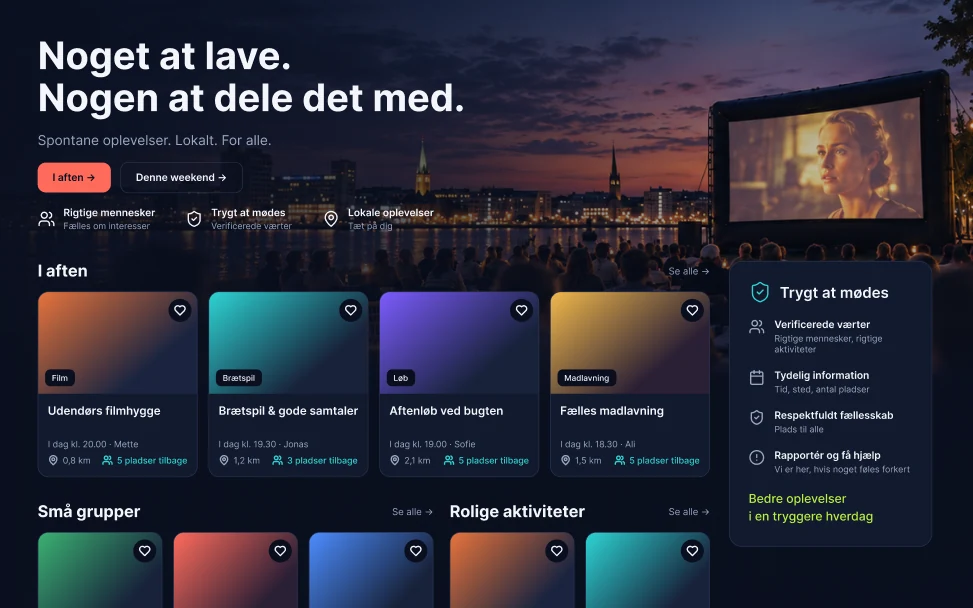 Noget at lave.
Nogen at dele det med.
Spontane oplevelser. Lokalt. For alle.
I aften →
Denne weekend →
Rigtige mennesker
Fælles om interesser
Trygt at mødes
Verificerede værter
Lokale oplevelser
Tæt på dig
I aften
Se alle →
Film
Udendørs filmhygge
I dag kl. 20.00 · Mette
0,8 km
5 pladser tilbage
Brætspil
Brætspil & gode samtaler
I dag kl. 19.30 · Jonas
1,2 km
3 pladser tilbage
Løb
Aftenløb ved bugten
I dag kl. 19.00 · Sofie
2,1 km
5 pladser tilbage
Madlavning
Fælles madlavning
I dag kl. 18.30 · Ali
1,5 km
5 pladser tilbage
Små grupper
Se alle →
Rolige aktiviteter
Se alle →
Trygt at mødes
Verificerede værter
Rigtige mennesker, rigtige
aktiviteter
Tydelig information
Tid, sted, antal pladser
Respektfuldt fællesskab
Plads til alle
Rapportér og få hjælp
Vi er her, hvis noget føles forkert
Bedre oplevelser
i en tryggere hverdag